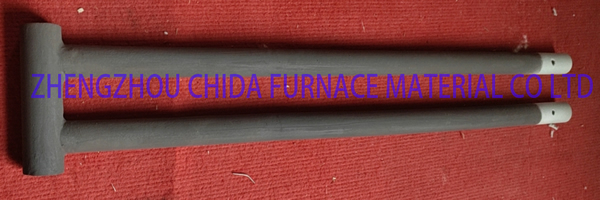 ZHENGZHOU CHIDA FURNACE MATERIAL CO LTD